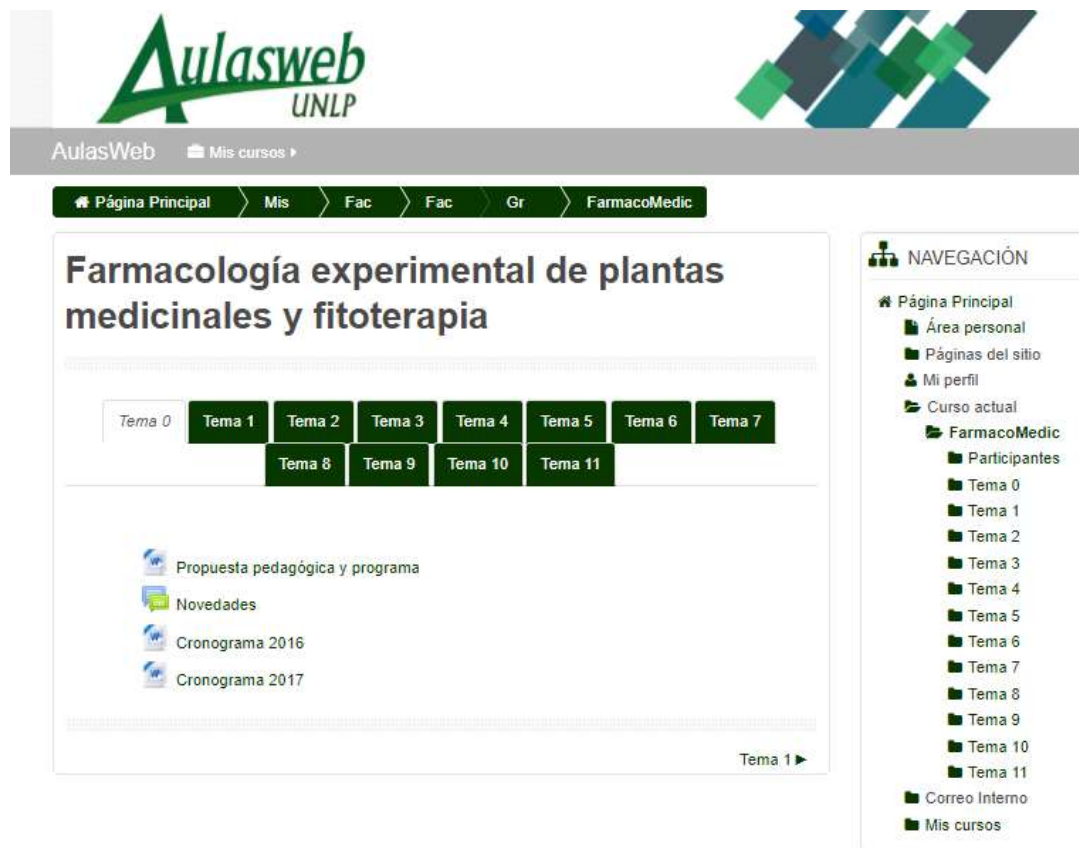 Aulasweb
UNLP
AulasWeb Mis cursos
Página Principal Mis Fac Fac Gr FarmacoMedic
Farmacología experimental de plantas
medicinales y fitoterapia
Tema 0 Tema 1 Tema 2 Tema 3 Tema 4 Tema 5 Tema 6 Tema 7
Tema 8 Tema 9 Tema 10 Tema 11
Propuesta pedagógica y programa
Novedades
Cronograma 2016
Cronograma 2017
Tema 1
NAVEGACIÓN
Página Principal
Área personal
Páginas del sitio
Mi perfil
Curso actual
FarmacoMedic
Participantes
Tema 0
Tema 1
Tema 2
Tema 3
Tema 4
Tema 5
Tema 6
Tema 7
Tema 8
Tema 9
Tema 10
Tema 11
Correo Interno
Mis cursos